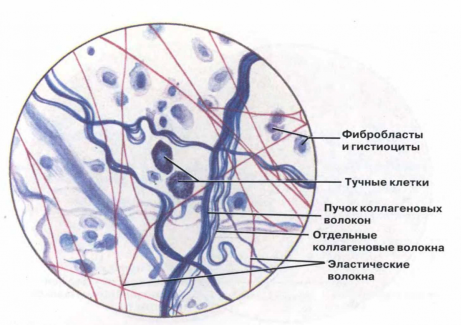 Фибробласты
и гистиоциты
Тучные клетки
Пучок коллагеновых
волокон
Отдельные
коллагеновые волокна
Эластические
волокна